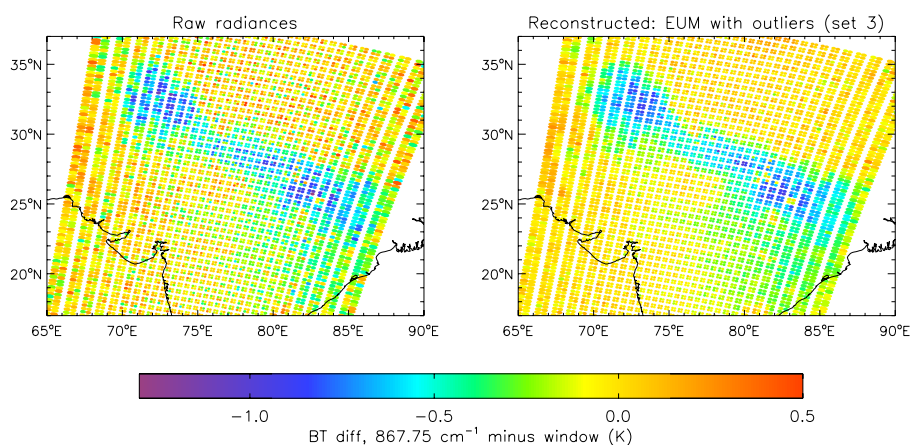 Raw radiances
Reconstructed: EUM with outliers (set 3)
35°N
30°N
25°N
20°N
65°E 70°E 75°E 80°E 85°E 90°E
35°N
30°N
25°N
20°N
65°E 70°E 75°E 80°E 85°E 90°E
−1.0 −0.5 0.0 0.5
BT diff, 867.75 cm⁻¹ minus window (K)